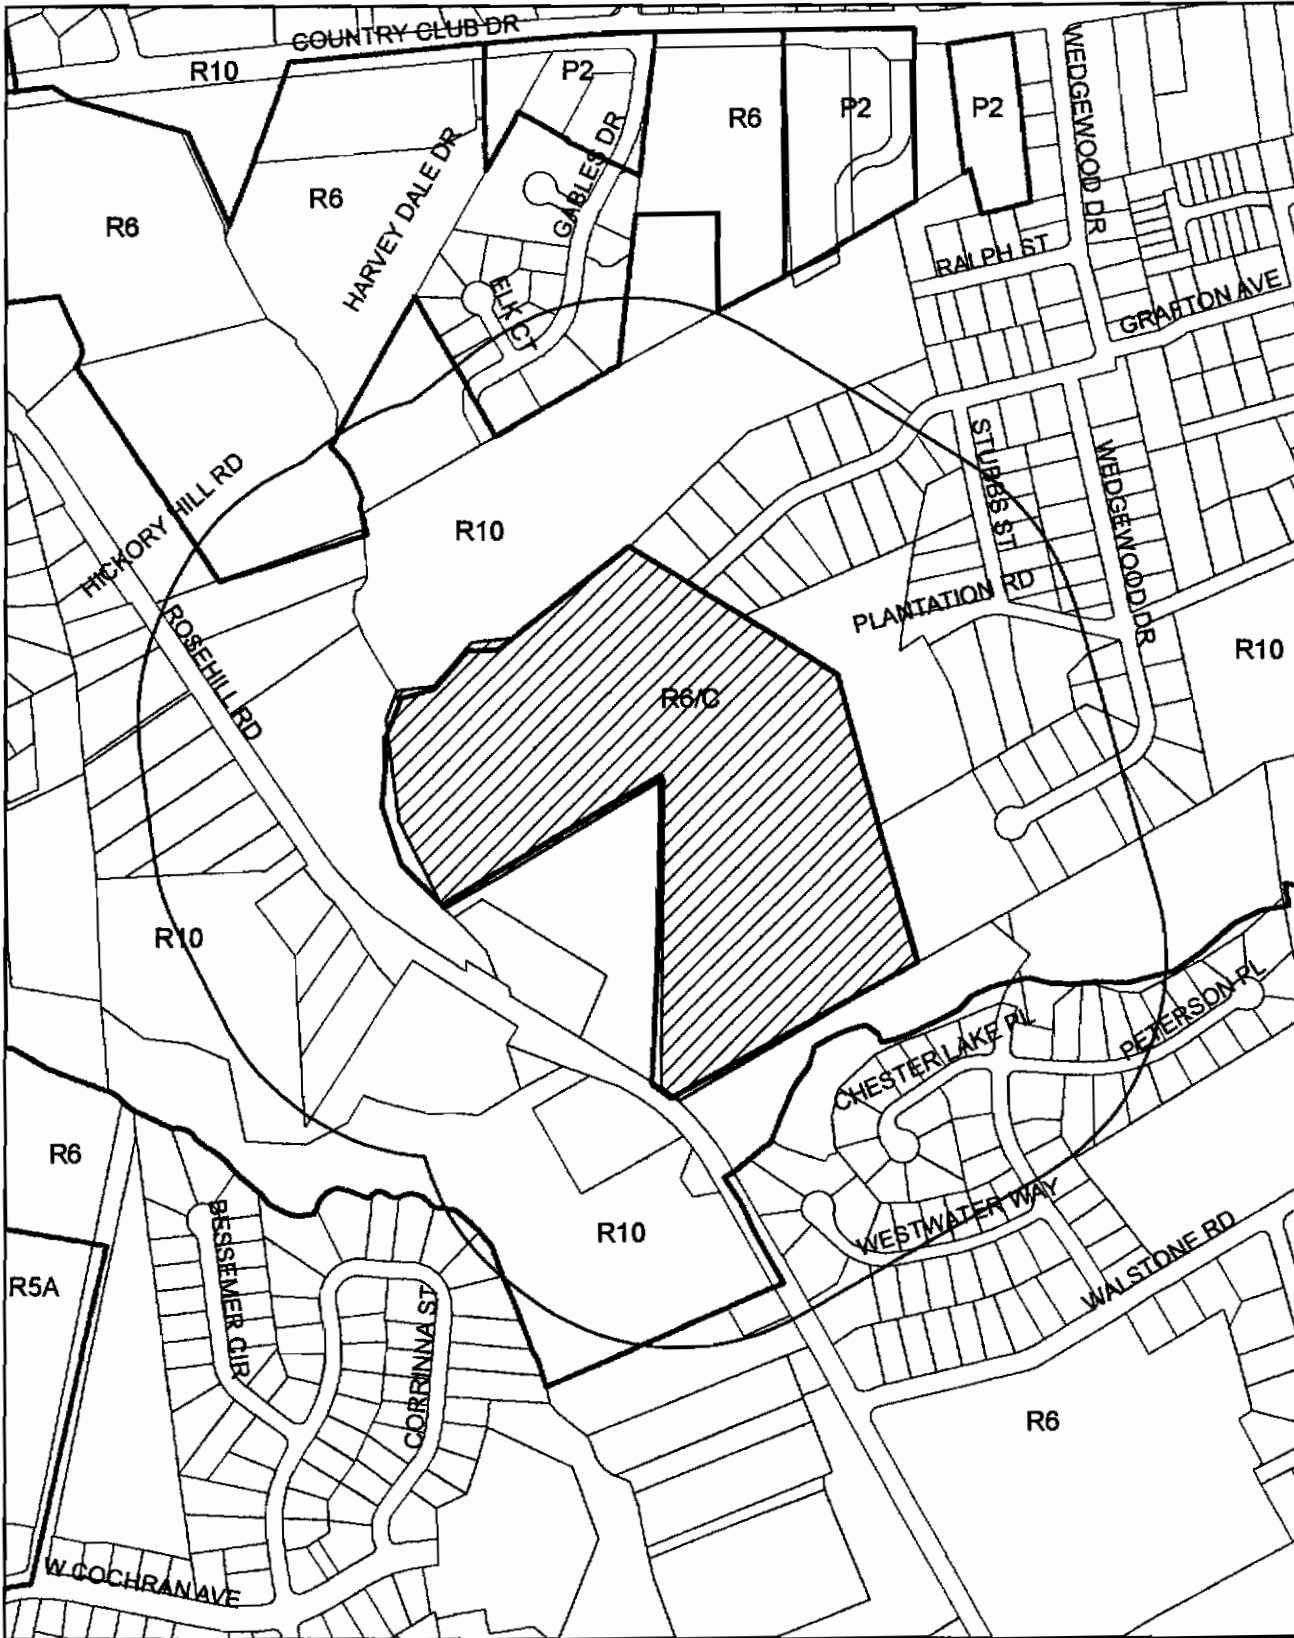 COUNTRY CLUB DR
R10
P2
R6
P2
P2
WEDGEWOOD DR
R6
R6
HARVEY DALE DR
GABLES DR
RALPH ST
ELK CT
GRAFTON AVE
HICKORY HILL RD
R10
STUBBS ST
WEDGEWOOD DR
PLANTATION RD
R10
ROSEHILL RD
R6/C
R10
CHESTER LAKE PL
PETERSON PL
R6
R10
WESTWATER WAY
WALSTONE RD
R5A
BESSEMER CIR
CORRINNA ST
R6
W COCHRAN AVE